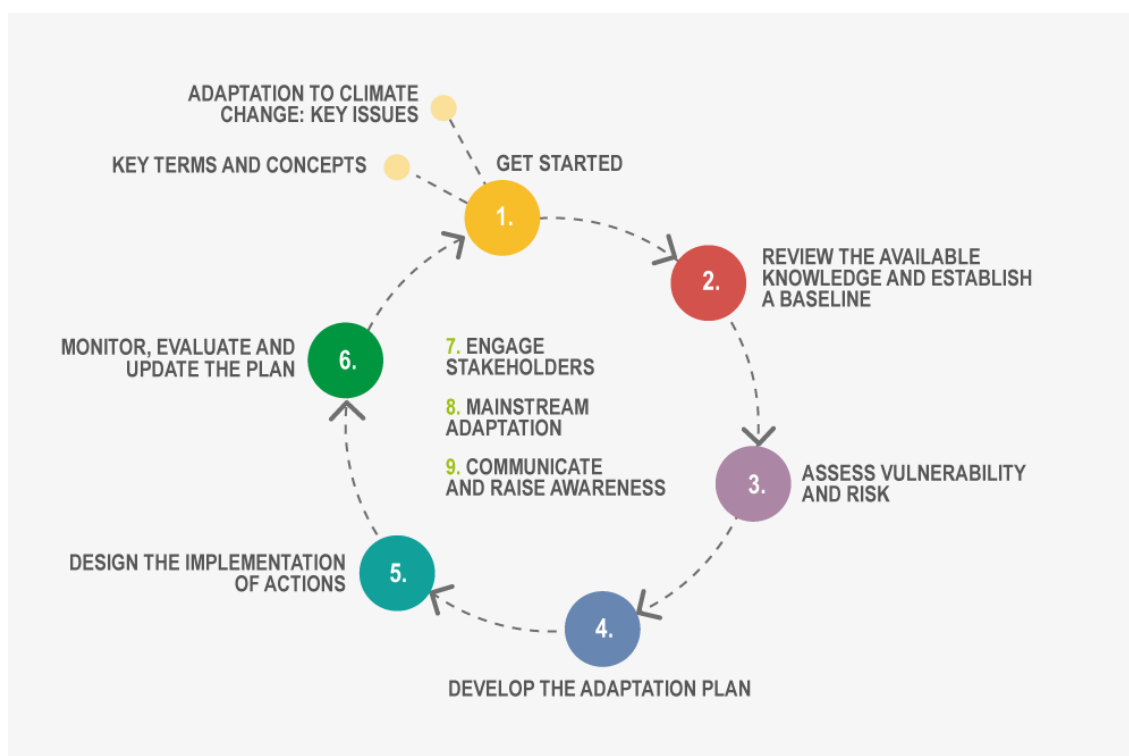 ADAPTATION TO CLIMATE
CHANGE: KEY ISSUES
KEY TERMS AND CONCEPTS
GET STARTED
1.
2.
REVIEW THE AVAILABLE
KNOWLEDGE AND ESTABLISH
A BASELINE
3.
ASSESS VULNERABILITY
AND RISK
4.
DEVELOP THE ADAPTATION PLAN
5.
DESIGN THE IMPLEMENTATION
OF ACTIONS
6.
MONITOR, EVALUATE AND
UPDATE THE PLAN
7. ENGAGE
STAKEHOLDERS
8. MAINSTREAM
ADAPTATION
9. COMMUNICATE
AND RAISE AWARENESS